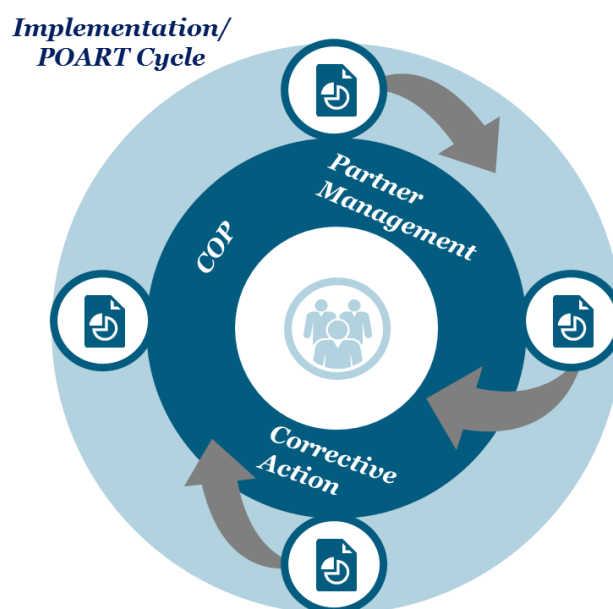 Implementation/
POART Cycle
Partner
Management
COP
Corrective
Action